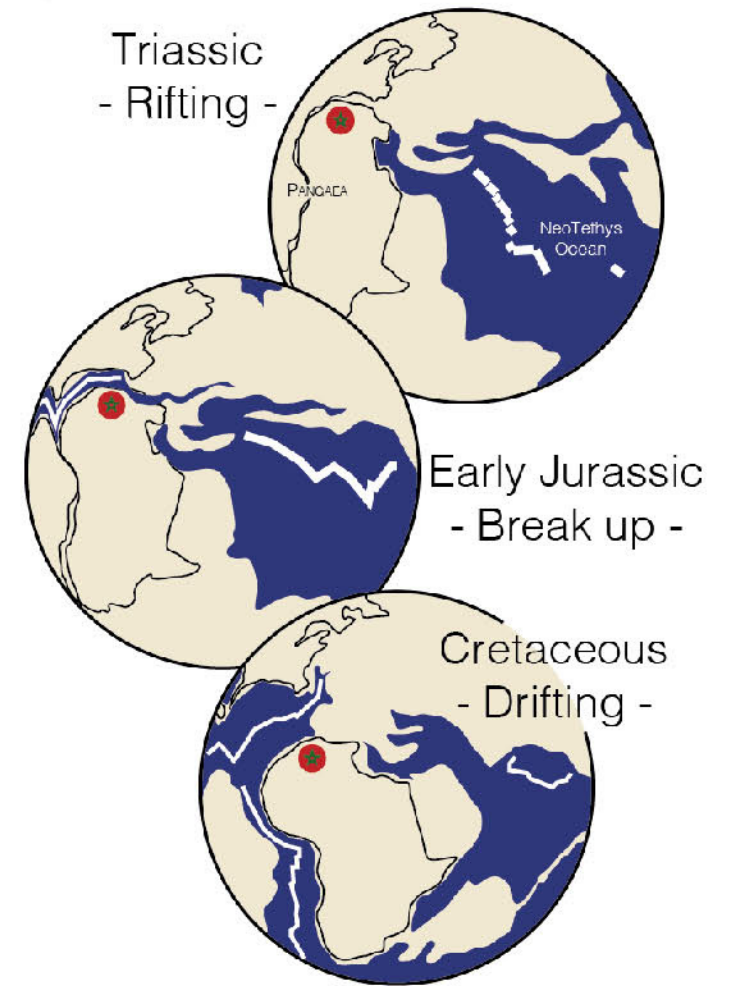 Triassic
- Rifting -
PANGAEA
NeoTethys
Ocean
Early Jurassic
- Break up -
Cretaceous
- Drifting -